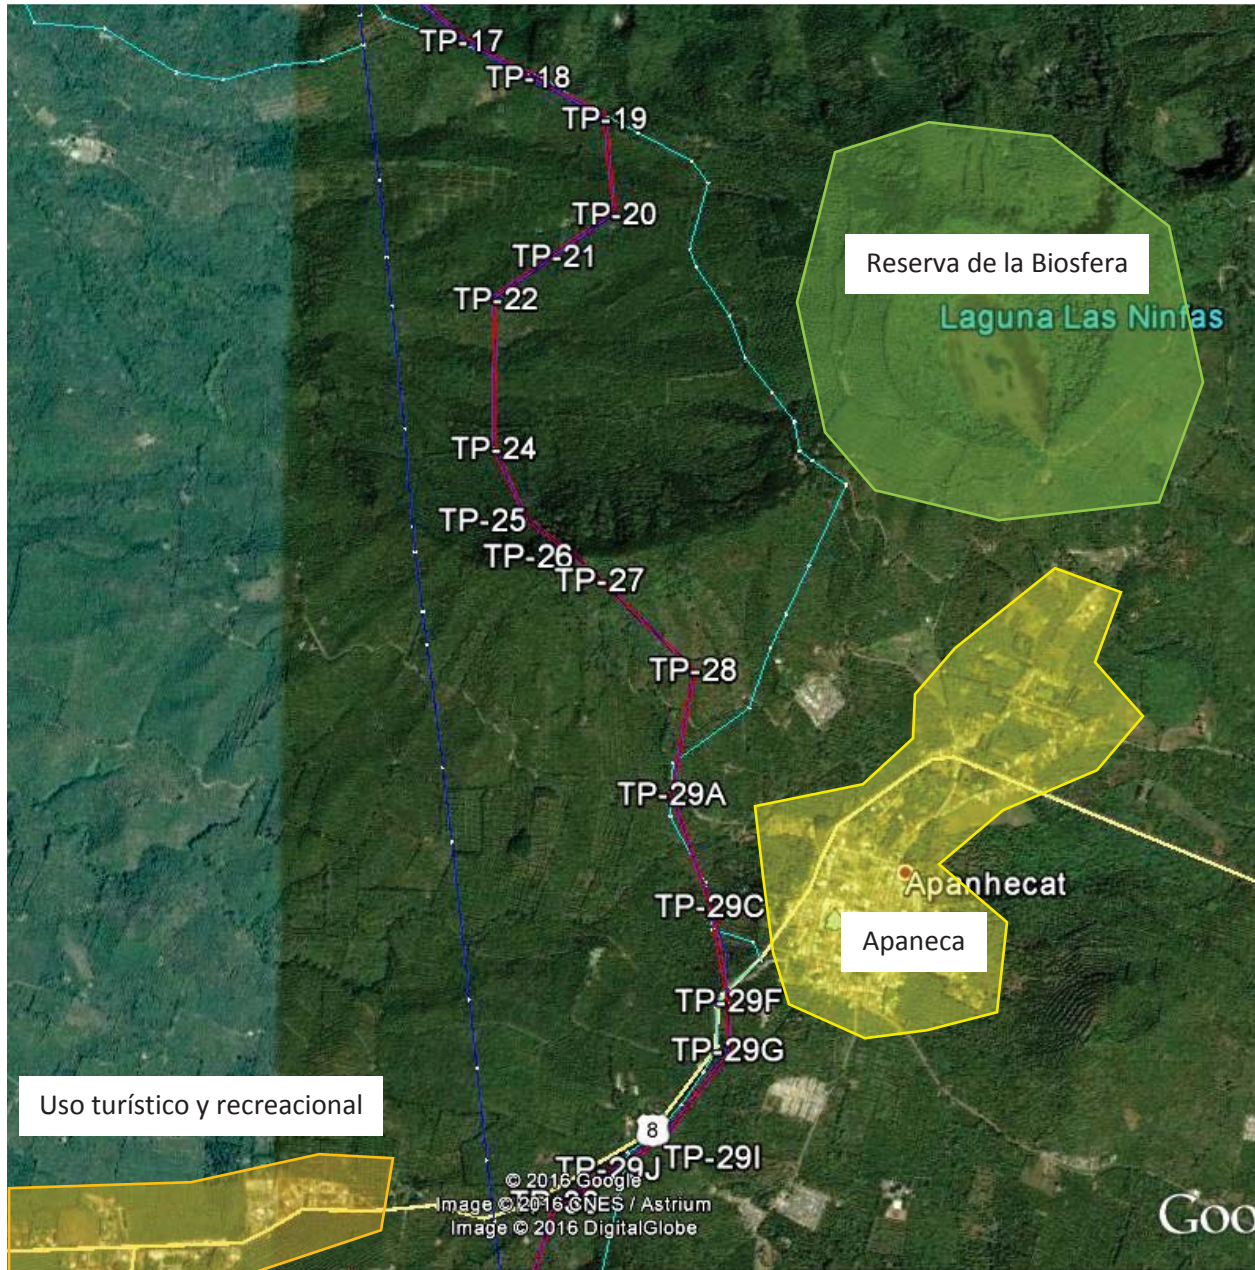 TP-17
TP-18
TP-19
TP-20
TP-21
TP-22
Reserva de la Biosfera
Laguna Las Ninfas
TP-24
TP-25
TP-26
TP-27
TP-28
TP-29A
Apanhecat
TP-29C
Apaneca
TP-29F
TP-29G
Uso turístico y recreacional
8
TP-29I
TP-29J
© 2016 Google
Image © 2016 CNES / Astrium
Image © 2016 DigitalGlobe
Goo